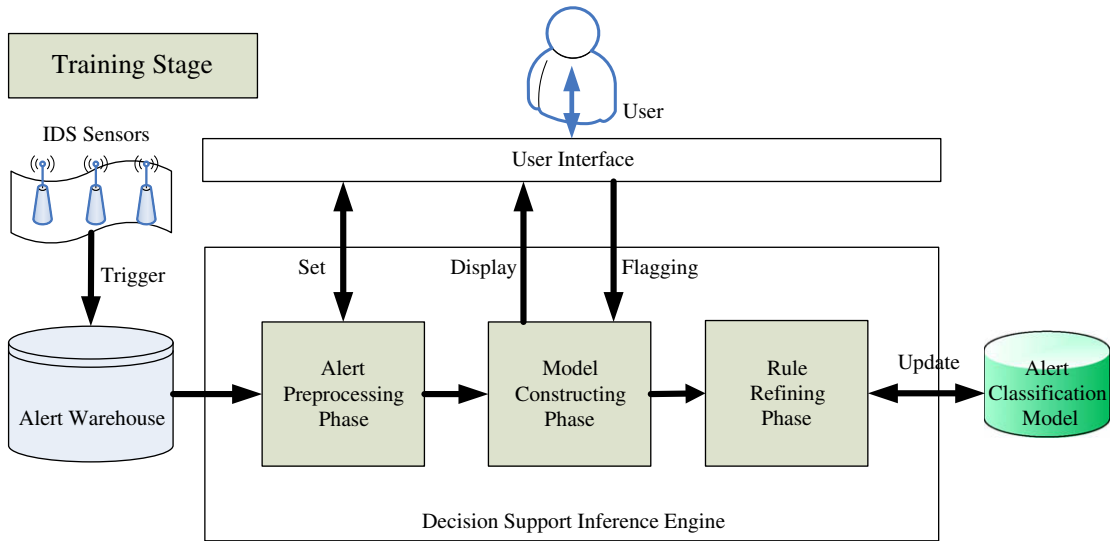 Training Stage
User
IDS Sensors
User Interface
Set
Display
Flagging
Trigger
Alert Warehouse
Alert
Preprocessing
Phase
Model
Constructing
Phase
Rule
Refining
Phase
Update
Alert
Classification
Model
Decision Support Inference Engine